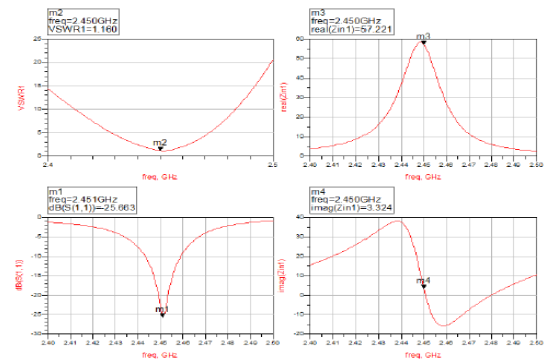 m2
freq=2.450GHz
VSWR1=1.160
VSWR1
25
20
15
10
5
0
m2
2.4
2.5
freq, GHz
m3
freq=2.450GHz
real(Zin1)=57.221
real(Zin1)
60
50
40
30
20
10
0
m3
2.40
2.41
2.42
2.43
2.44
2.45
2.46
2.47
2.48
2.49
2.50
freq, GHz
m1
freq=2.451GHz
dB(S(1,1))=-25.663
dB(S(1,1))
0
-5
-10
-15
-20
-25
-30
m1
2.40
2.41
2.42
2.43
2.44
2.45
2.46
2.47
2.48
2.49
2.50
freq, GHz
m4
freq=2.450GHz
imag(Zin1)=3.324
imag(Zin1)
40
20
0
-20
m4
2.40
2.41
2.42
2.43
2.44
2.45
2.46
2.47
2.48
2.49
2.50
freq, GHz